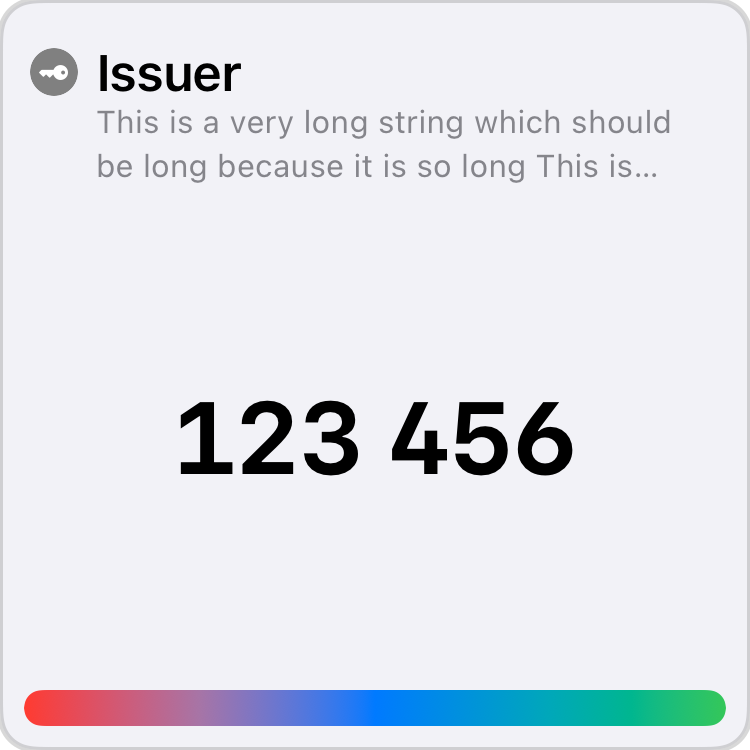 Issuer
This is a very long string which should
be long because it is so long This is...
123 456